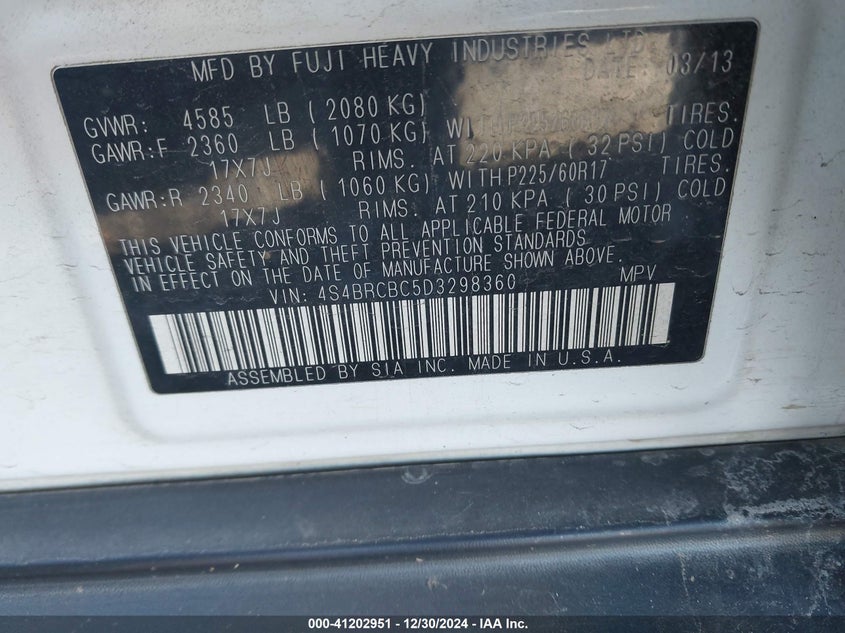 MFD BY FUJI HEAVY INDUSTRIES LTD.
DATE: 03/13
GVWR: 4585 LB ( 2080 KG)
GAWR:F 2360 LB ( 1070 KG) WITH P225/60R17 TIRES.
17X7J RIMS. AT 220 KPA ( 32 PSI) COLD
GAWR:R 2340 LB ( 1060 KG) WITH P225/60R17 TIRES.
17X7J RIMS. AT 210 KPA ( 30 PSI) COLD
THIS VEHICLE CONFORMS TO ALL APPLICABLE FEDERAL MOTOR
VEHICLE SAFETY AND THEFT PREVENTION STANDARDS
IN EFFECT ON THE DATE OF MANUFACTURE SHOWN ABOVE.
VIN: 4S4BRCBC5D3298360 MPV
ASSEMBLED BY SIA INC. MADE IN U.S.A.
000-41202951 - 12/30/2024 - IAA Inc.